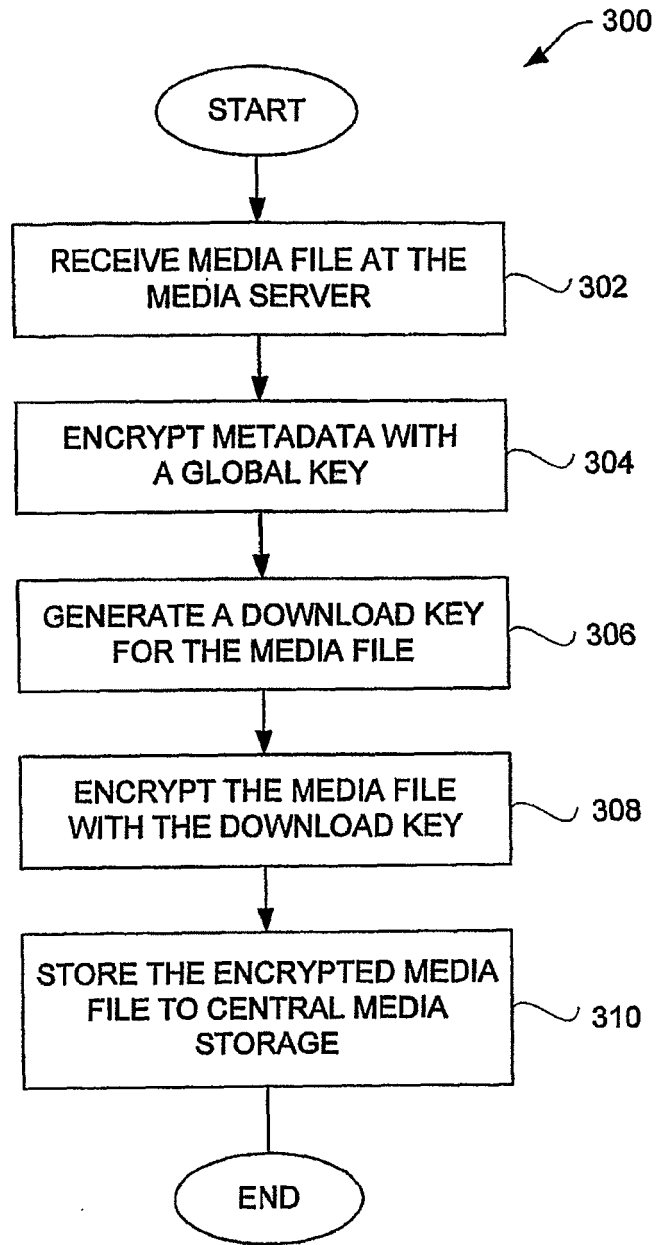 300
START
RECEIVE MEDIA FILE AT THE
MEDIA SERVER
302
ENCRYPT METADATA WITH
A GLOBAL KEY
304
GENERATE A DOWNLOAD KEY
FOR THE MEDIA FILE
306
ENCRYPT THE MEDIA FILE
WITH THE DOWNLOAD KEY
308
STORE THE ENCRYPTED MEDIA
FILE TO CENTRAL MEDIA
STORAGE
310
END